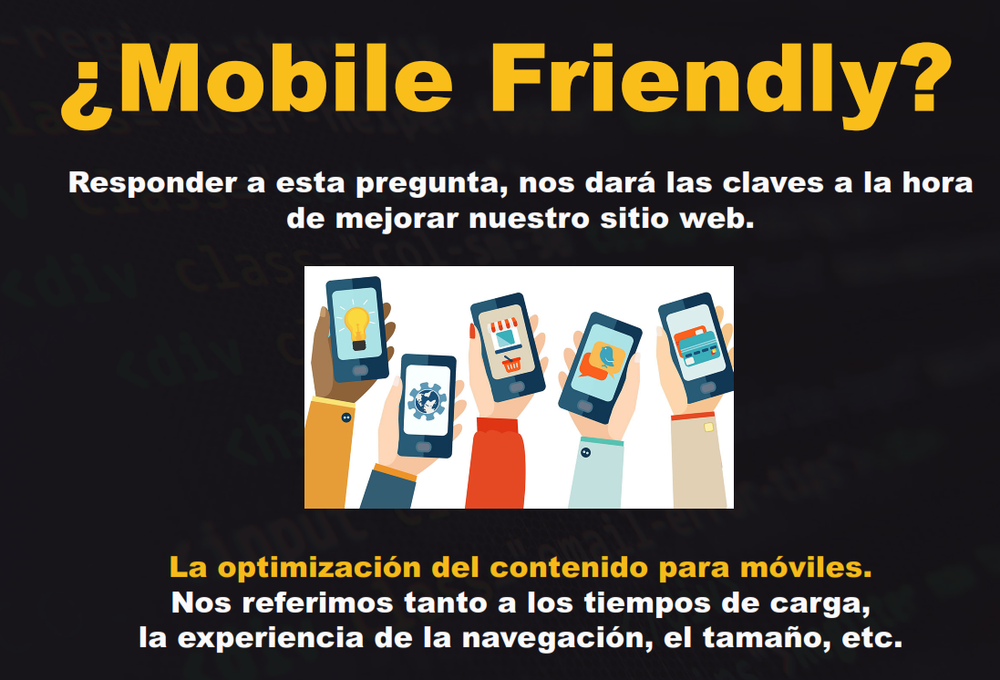 ¿Mobile Friendly?
Responder a esta pregunta, nos dará las claves a la hora
de mejorar nuestro sitio web.
La optimización del contenido para móviles.
Nos referimos tanto a los tiempos de carga,
la experiencia de la navegación, el tamaño, etc.